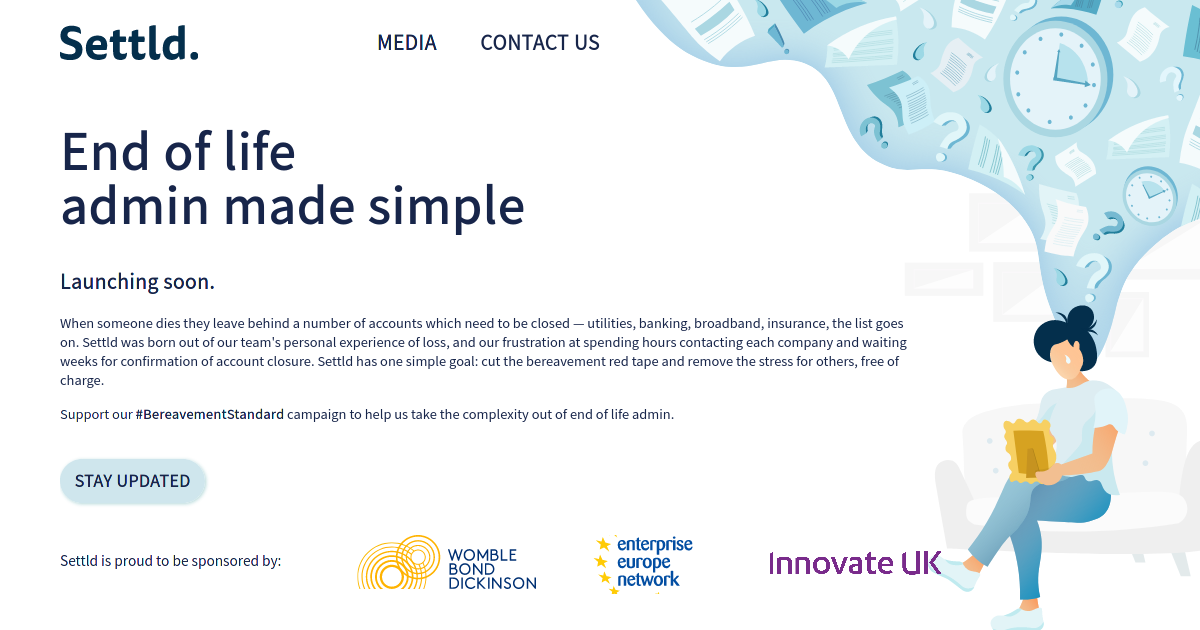 Settld.
MEDIA
CONTACT US
End of life
admin made simple
Launching soon.
When someone dies they leave behind a number of accounts which need to be closed — utilities, banking, broadband, insurance, the list goes
on. Settld was born out of our team's personal experience of loss, and our frustration at spending hours contacting each company and waiting
weeks for confirmation of account closure. Settld has one simple goal: cut the bereavement red tape and remove the stress for others, free of
charge.
Support our #BereavementStandard campaign to help us take the complexity out of end of life admin.
STAY UPDATED
Settld is proud to be sponsored by:
WOMBLE
BOND
DICKINSON
enterprise
europe
network
Innovate UK